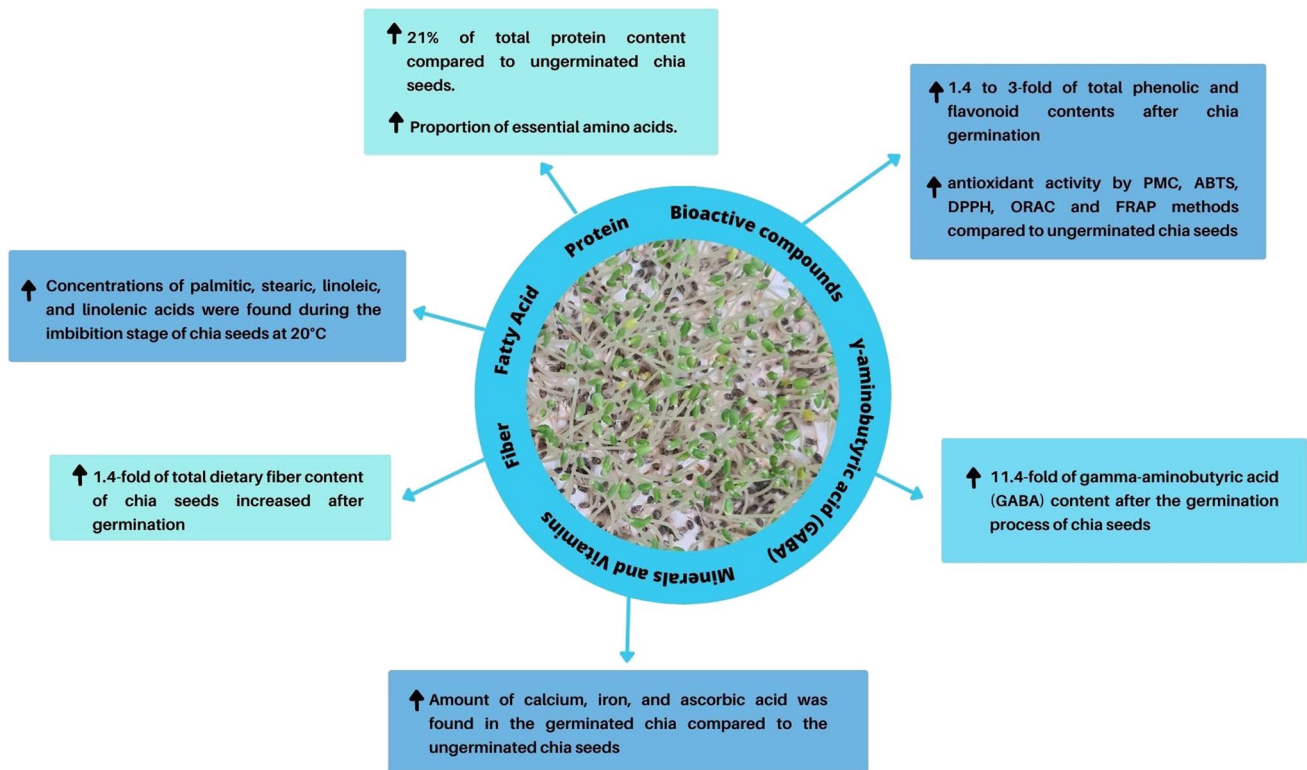 21% of total protein content
compared to ungerminated chia
seeds.
Proportion of essential amino acids.
1.4 to 3-fold of total phenolic and
flavonoid contents after chia
germination
antioxidant activity by PMC, ABTS,
DPPH, ORAC and FRAP methods
compared to ungerminated chia seeds
Concentrations of palmitic, stearic, linoleic,
and linolenic acids were found during the
imbibition stage of chia seeds at 20°C
Protein
Bioactive compounds
Fatty Acid
γ-aminobutyric acid (GABA)
Fiber
Minerals and Vitamins
1.4-fold of total dietary fiber content
of chia seeds increased after
germination
11.4-fold of gamma-aminobutyric acid
(GABA) content after the germination
process of chia seeds
Amount of calcium, iron, and ascorbic acid was
found in the germinated chia compared to the
ungerminated chia seeds